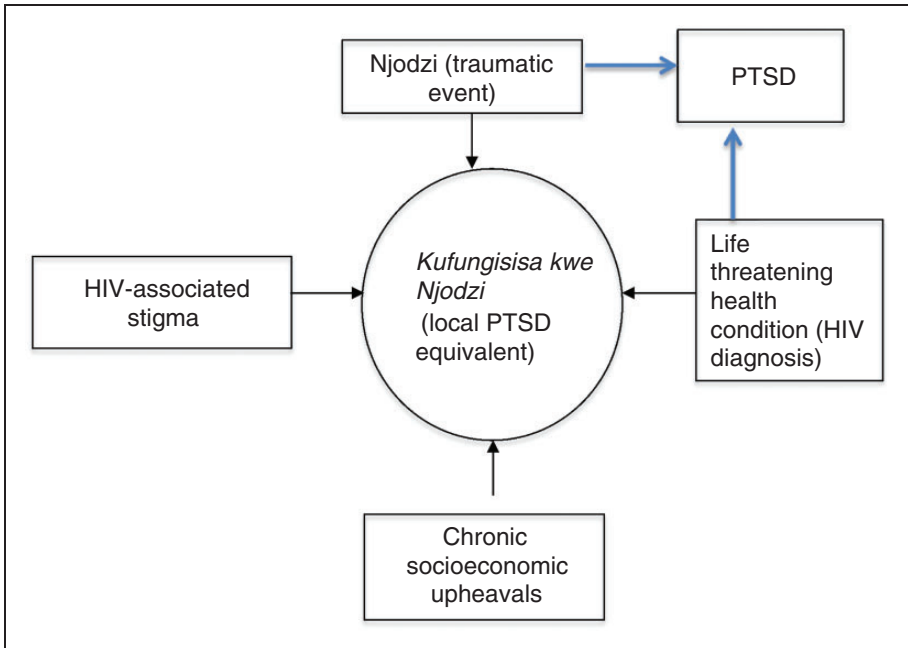 Njodzi (traumatic
event)
PTSD
Kufungisisa kwe
Njodzi
(local PTSD
equivalent)
HIV-associated
stigma
Life
threatening
health
condition (HIV
diagnosis)
Chronic
socioeconomic
upheavals